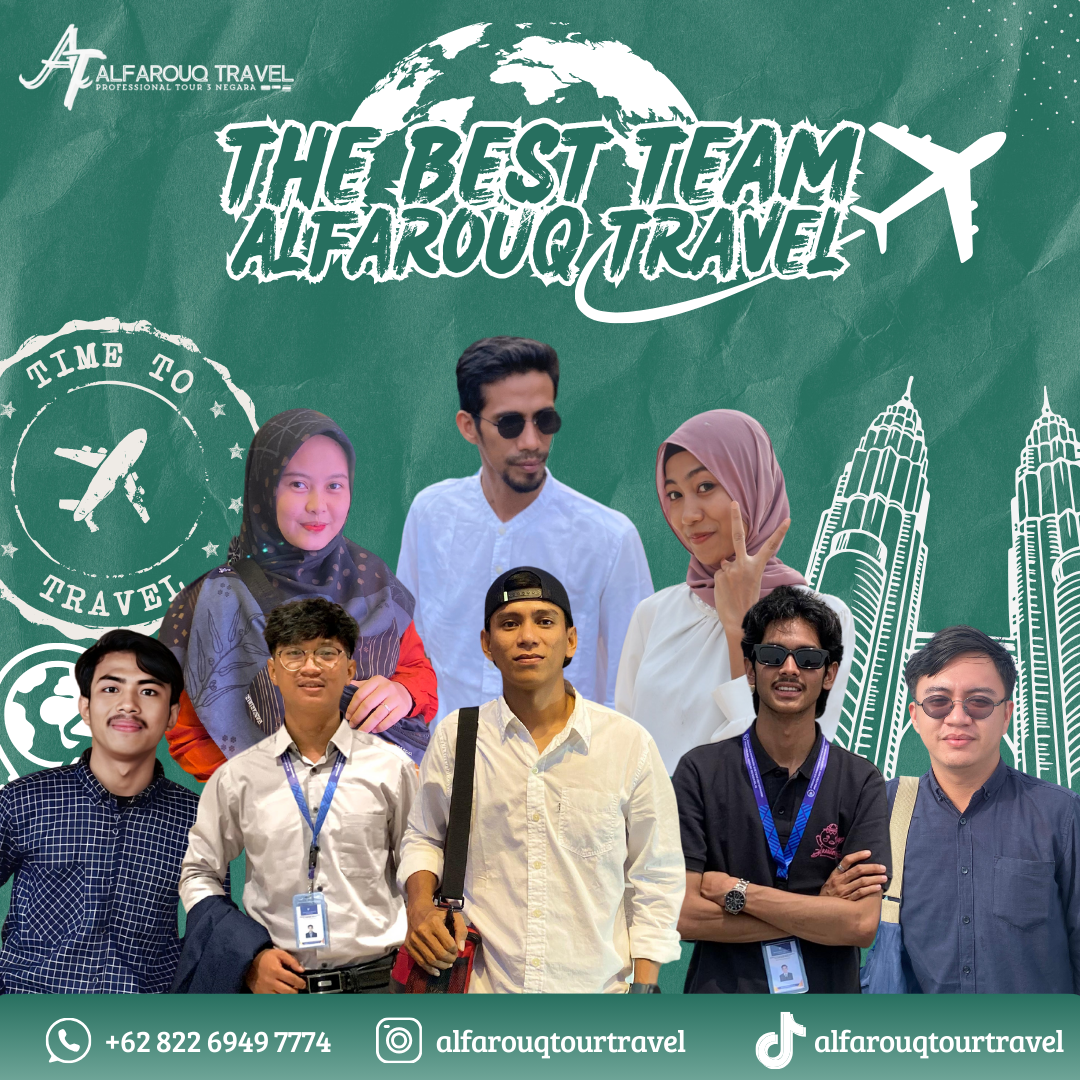 ALFAROUQ TRAVEL
PROFESSIONAL TOUR 3 NEGARA
THE BEST TEAM
ALFAROUQ TRAVEL
TIME TO
TRAVEL
+62 822 6949 7774
alfarouqtourtravel
alfarouqtourtravel